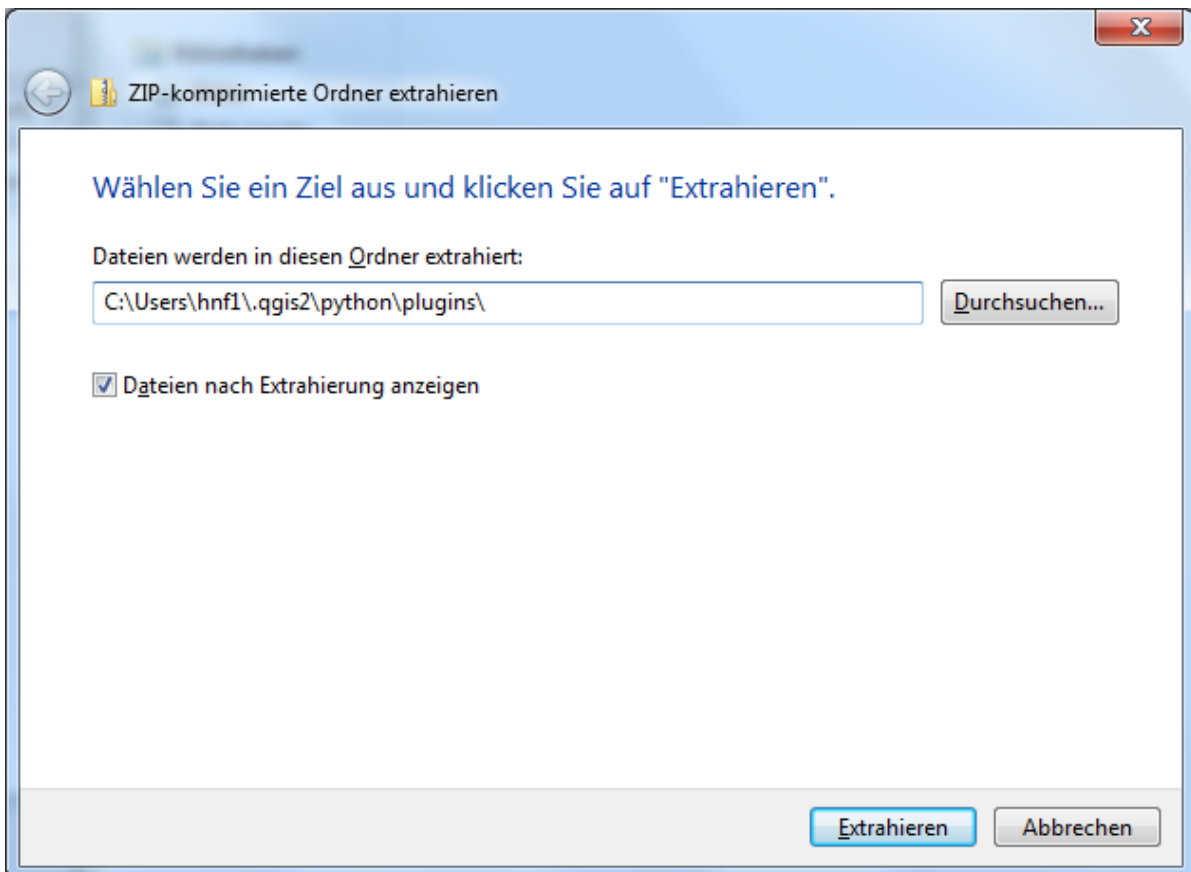 ZIP-komprimierte Ordner extrahieren
Wählen Sie ein Ziel aus und klicken Sie auf "Extrahieren".
Dateien werden in diesen Ordner extrahiert:
C:\Users\hnf1\.qgis2\python\plugins\
Durchsuchen...
Dateien nach Extrahierung anzeigen
Extrahieren
Abbrechen